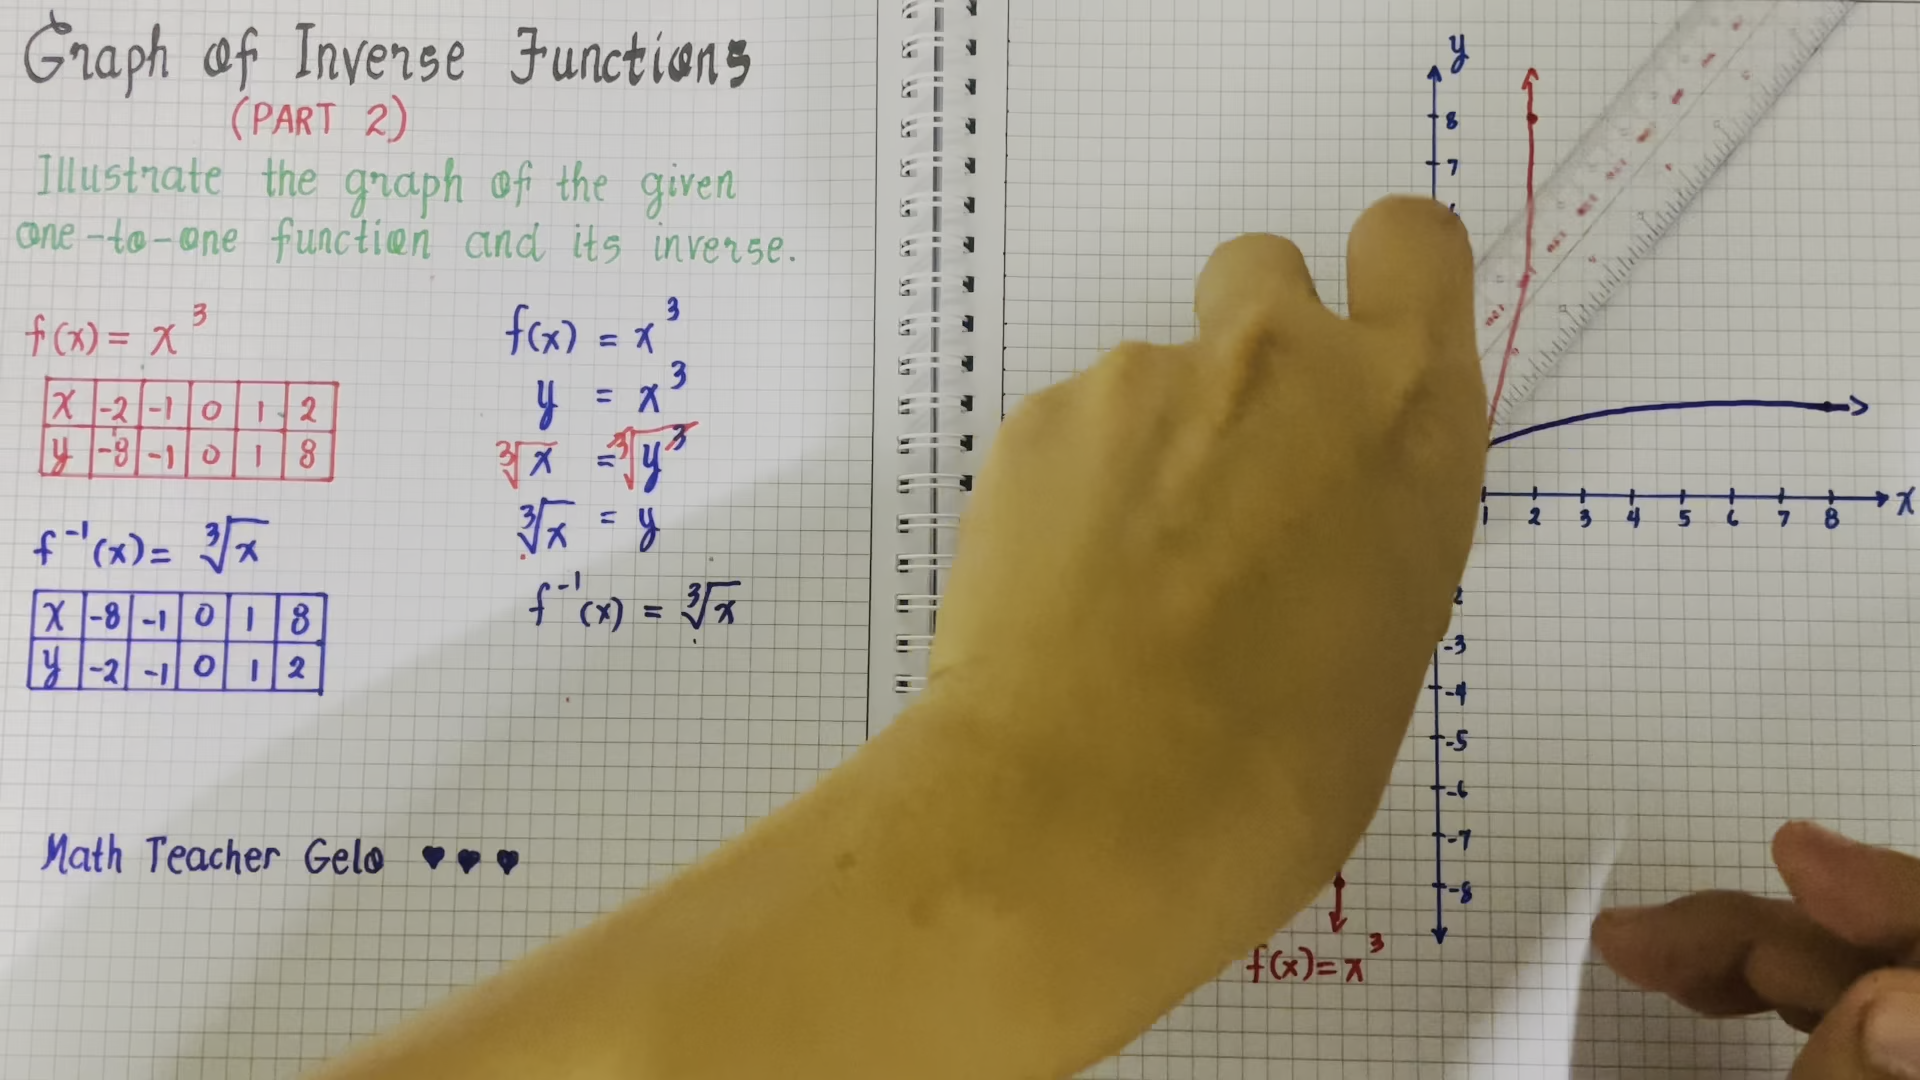 Graph of Inverse Functions
(PART 2)
Illustrate the graph of the given
one-to-one function and its inverse.
f(x) = x³
x -2 -1 0 1 2
y -8 -1 0 1 8
f⁻¹(x) = ∛x
x -8 -1 0 1 8
y -2 -1 0 1 2
f(x) = x³
y = x³
∛x = ∛y³
∛x = y
f⁻¹(x) = ∛x
Math Teacher Gelo ♥ ♥ ♥
y
8
7
1 2 3 4 5 6 7 8 x
-3
-4
-5
-6
-7
-8
f(x) = x³